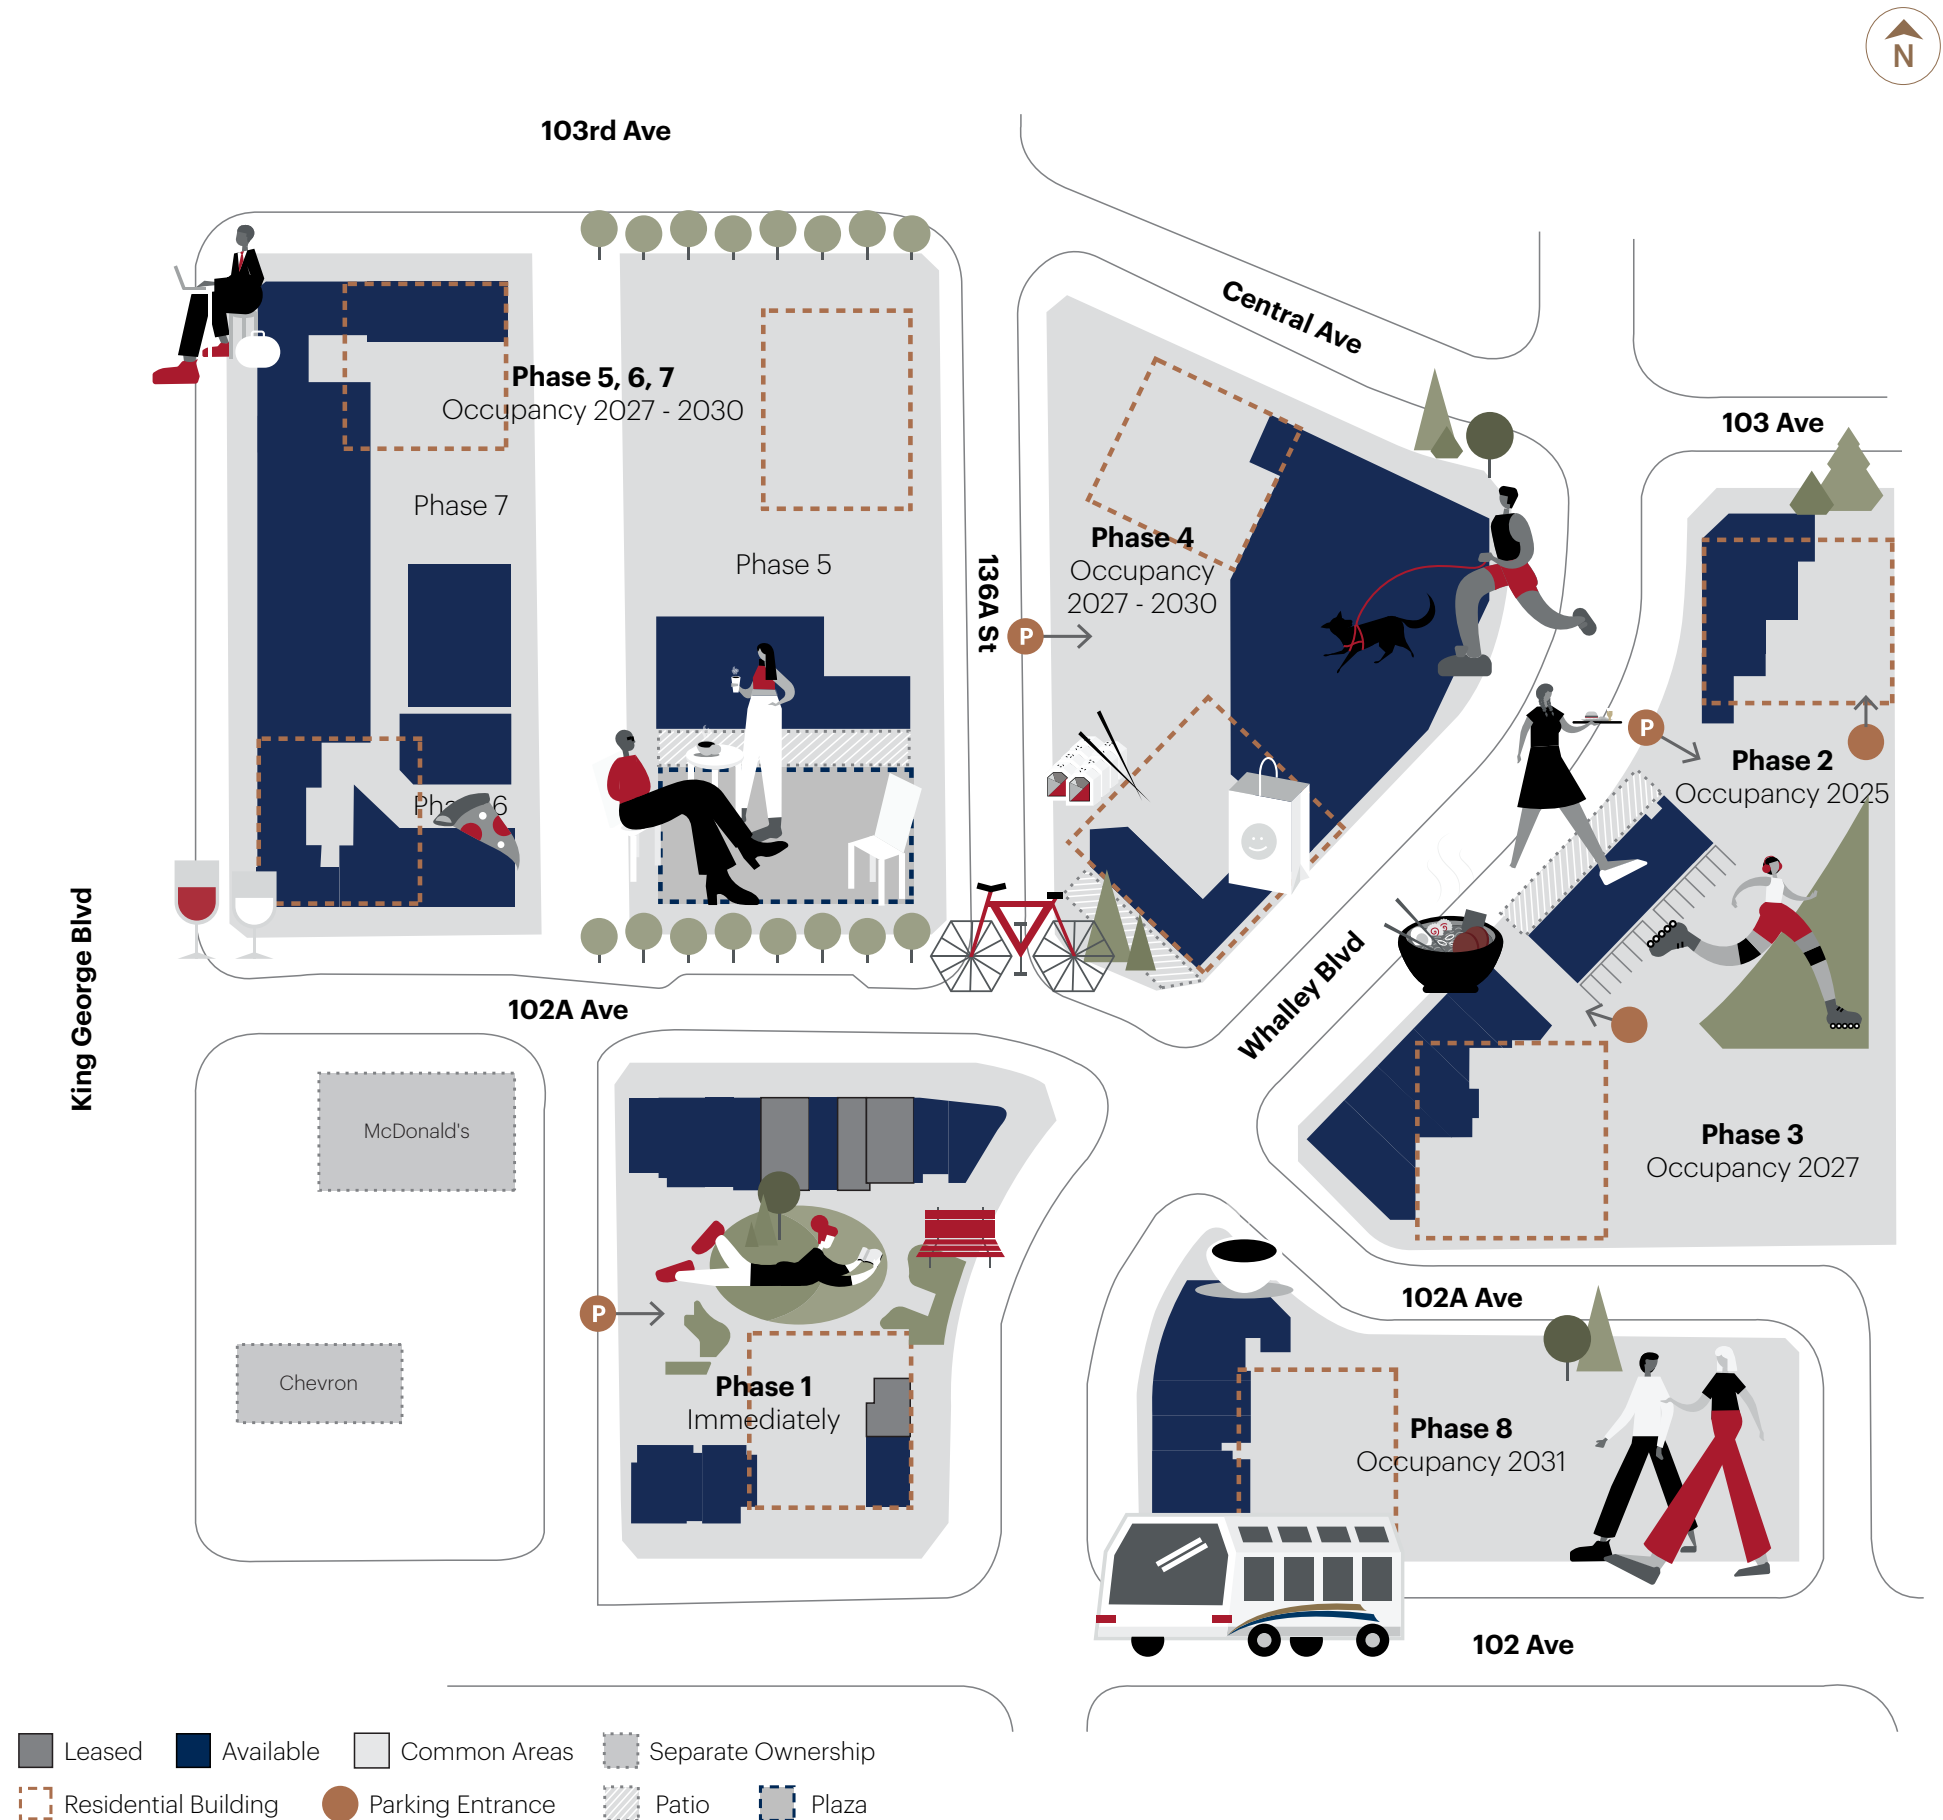 N
103rd Ave
Central Ave
Phase 5, 6, 7
Occupancy 2027 - 2030
103 Ave
Phase 7
Phase 5
136A St
Phase 4
Occupancy
2027 - 2030
P
P
Phase 2
Occupancy 2025
Phase 6
King George Blvd
102A Ave
Whalley Blvd
McDonald's
Phase 3
Occupancy 2027
P
102A Ave
Chevron
Phase 1
Immediately
Phase 8
Occupancy 2031
102 Ave
Leased
Available
Common Areas
Separate Ownership
Residential Building
Parking Entrance
Patio
Plaza